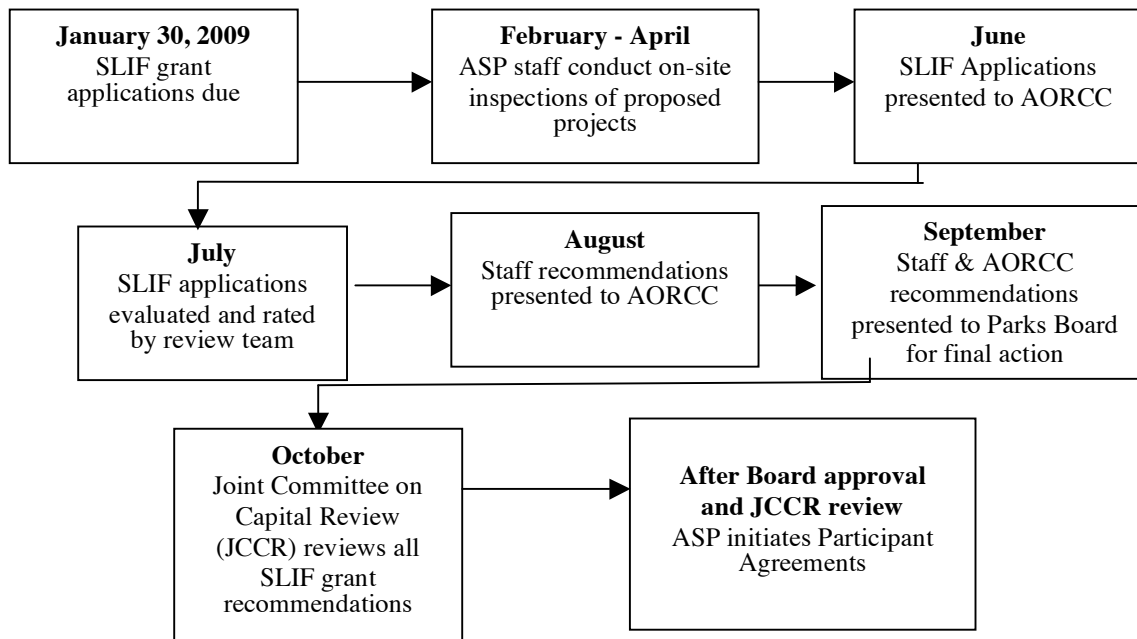 January 30, 2009
SLIF grant
applications due
February - April
ASP staff conduct on-site
inspections of proposed
projects
June
SLIF Applications
presented to AORCC
July
SLIF applications
evaluated and rated
by review team
August
Staff recommendations
presented to AORCC
September
Staff & AORCC
recommendations
presented to Parks Board
for final action
October
Joint Committee on
Capital Review
(JCCR) reviews all
SLIF grant
recommendations
After Board approval
and JCCR review
ASP initiates Participant
Agreements